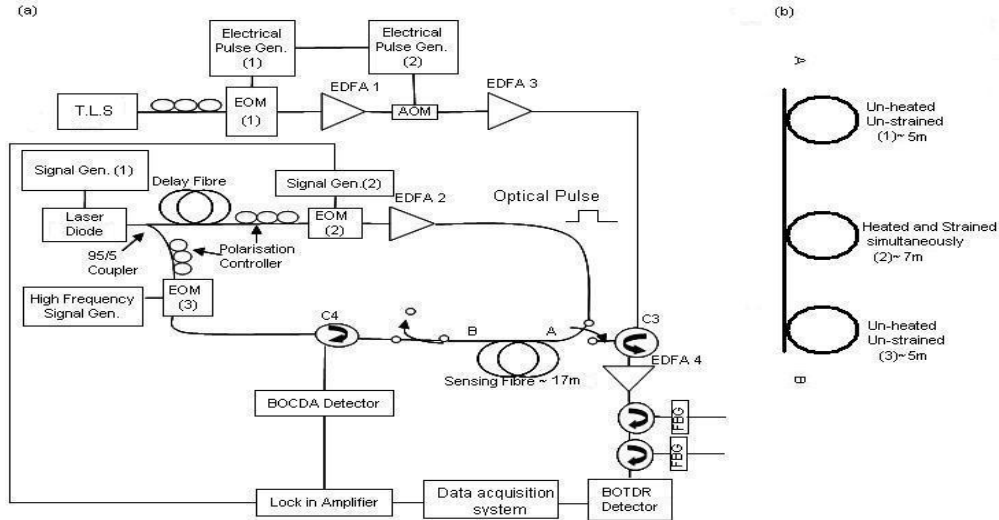 (a)
Electrical
Pulse Gen.
(1)
Electrical
Pulse Gen.
(2)
EDFA 1
EDFA 3
T.L.S
EOM
(1)
AOM
Signal Gen. (1)
Delay Fibre
Signal Gen.(2)
EDFA 2
Optical Pulse
Laser
Diode
EOM
(2)
95/5
Coupler
Polarisation
Controller
High Frequency
Signal Gen.
EOM
(3)
C4
B
A
C3
EDFA 4
Sensing Fibre ~ 17m
BOCDA Detector
FBG
FBG
Lock in Amplifier
Data acquisition
system
BOTDR
Detector
(b)
A
Un-heated
Un-strained
(1)~ 5m
Heated and Strained
simultaneously
(2)~ 7m
Un-heated
Un-strained
(3)~5m
B